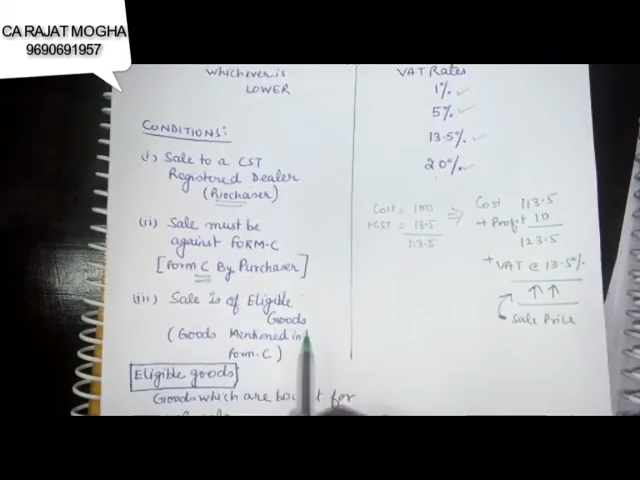 CA RAJAT MOGHA
9690691957
whichever is
LOWER
CONDITIONS:
(i) Sale to a CST
Registered Dealer
(Purchaser)
(ii) Sale must be
against FORM-C
[Form C By Purchaser]
(iii) Sale is of Eligible
Goods
(Goods Mentioned in
Form-C)
Eligible goods
Goods which are for
VAT Rates
1%
5%
13.5%
20%
Cost = 100
+CST = 13.5
113.5
⇒
Cost 113.5
+ Profit 10
123.5
+ VAT @ 13.5%
Sale Price